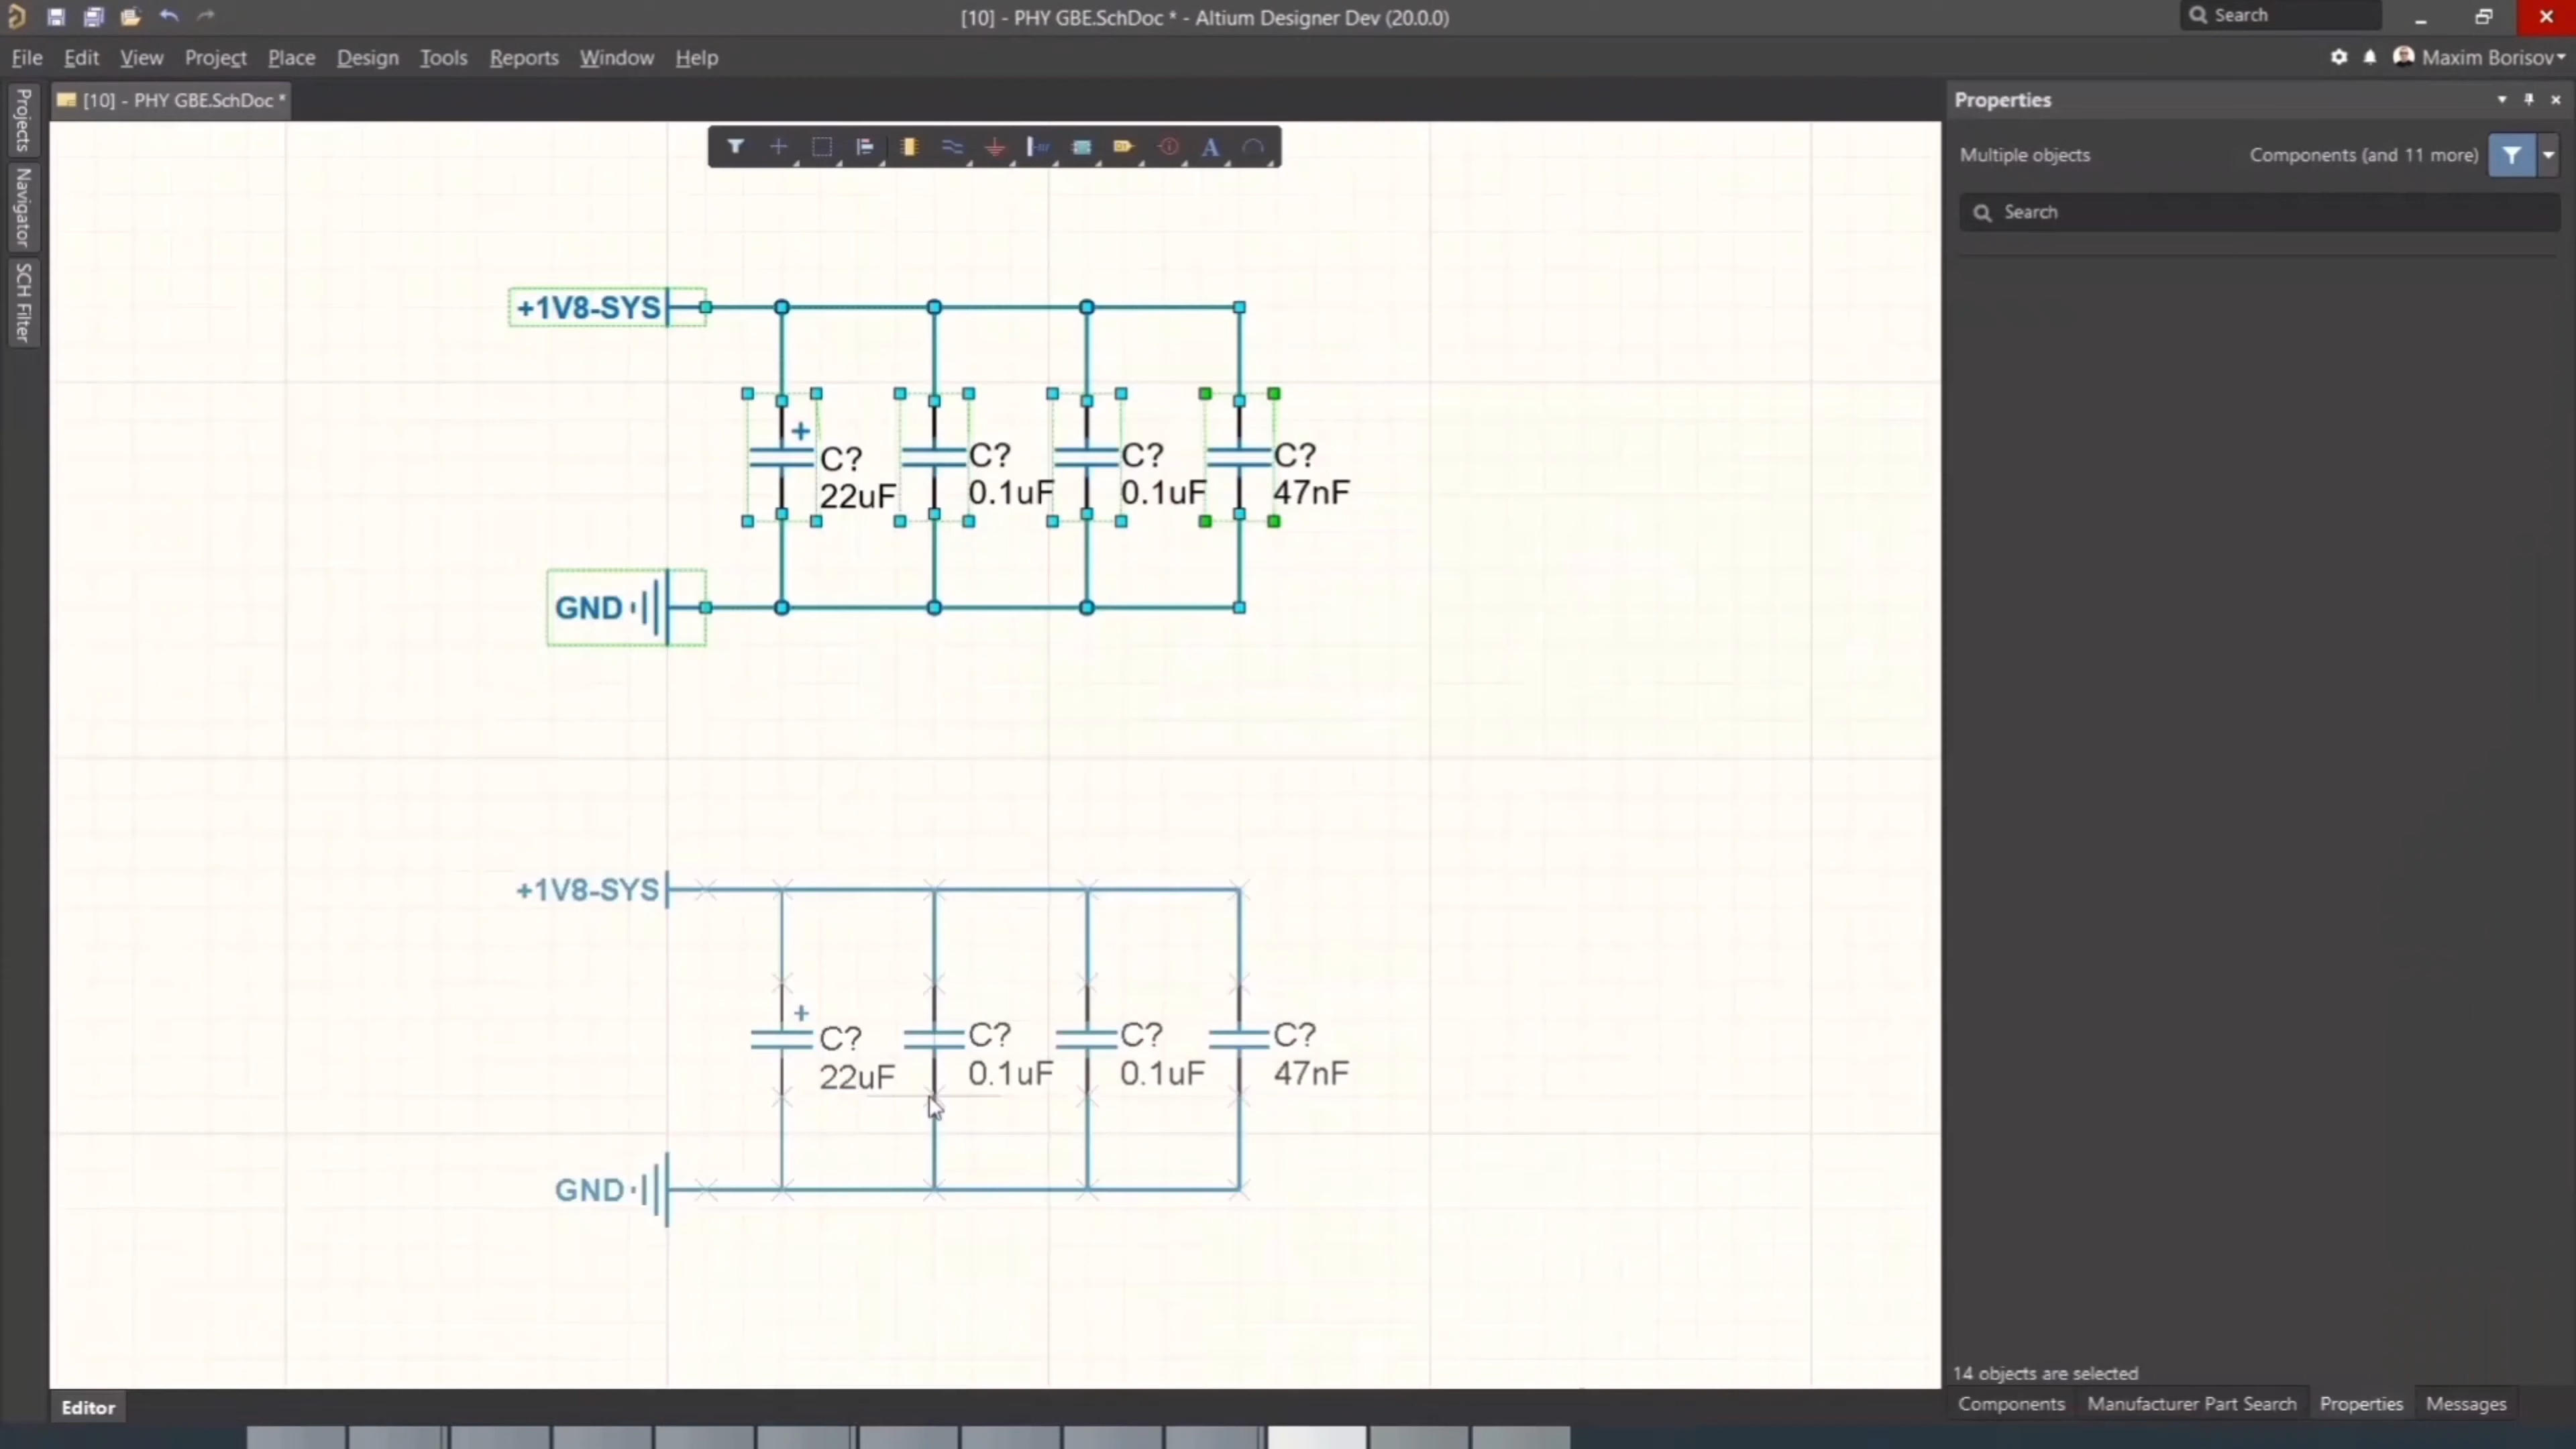 [10] - PHY GBE.SchDoc * - Altium Designer Dev (20.0.0)
Search
File Edit View Project Place Design Tools Reports Window Help
Maxim Borisov
Projects
Navigator
SCH Filter
[10] - PHY GBE.SchDoc *
A
Properties
Multiple objects
Components (and 11 more)
Search
+1V8-SYS
+
C?
22uF
C?
0.1uF
C?
0.1uF
C?
47nF
GND
+1V8-SYS
+
C?
22uF
C?
0.1uF
C?
0.1uF
C?
47nF
GND
14 objects are selected
Editor
Components Manufacturer Part Search Properties Messages